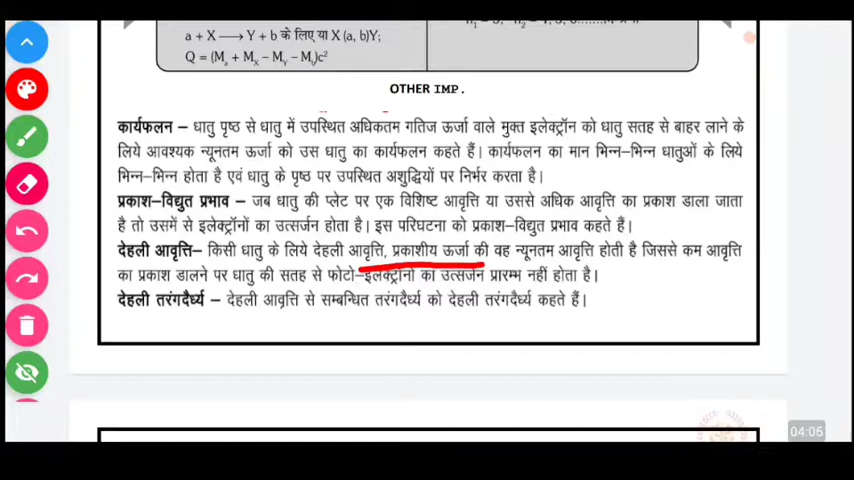 a + X ⟶ Y + b के लिए या X (a, b)Y;
Q = (Mₐ + Mₓ − Mᵧ − M_b)c²
OTHER IMP.
कार्यफलन – धातु पृष्ठ से धातु में उपस्थित अधिकतम गतिज ऊर्जा वाले मुक्त इलेक्ट्रॉन को धातु सतह से बाहर लाने के
लिये आवश्यक न्यूनतम ऊर्जा को उस धातु का कार्यफलन कहते हैं। कार्यफलन का मान भिन्न–भिन्न धातुओं के लिये
भिन्न–भिन्न होता है एवं धातु के पृष्ठ पर उपस्थित अशुद्धियों पर निर्भर करता है।
प्रकाश–विद्युत प्रभाव – जब धातु की प्लेट पर एक विशिष्ट आवृत्ति या उससे अधिक आवृत्ति का प्रकाश डाला जाता
है तो उसमें से इलेक्ट्रॉनों का उत्सर्जन होता है। इस परिघटना को प्रकाश–विद्युत प्रभाव कहते हैं।
देहली आवृत्ति– किसी धातु के लिये देहली आवृत्ति, प्रकाशीय ऊर्जा की वह न्यूनतम आवृत्ति होती है जिससे कम आवृत्ति
का प्रकाश डालने पर धातु की सतह से फोटो–इलेक्ट्रॉनों का उत्सर्जन प्रारम्भ नहीं होता है।
देहली तरंगदैर्ध्य – देहली आवृत्ति से सम्बन्धित तरंगदैर्ध्य को देहली तरंगदैर्ध्य कहते हैं।
04:06